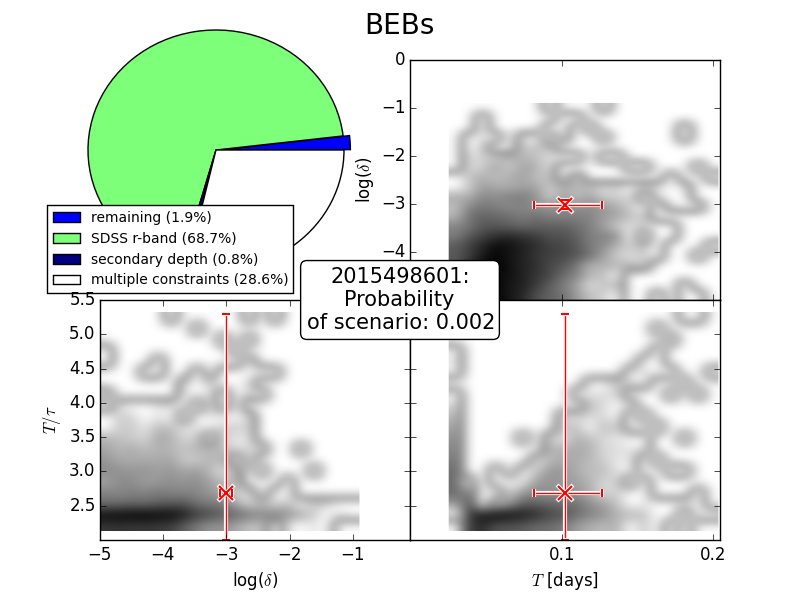 BEBs
remaining (1.9%)
SDSS r-band (68.7%)
secondary depth (0.8%)
multiple constraints (28.6%)
0
−1
−2
−3
−4
log(δ)
2015498601:
Probability
of scenario: 0.002
5.5
5.0
4.5
4.0
3.5
3.0
2.5
T/τ
−5 −4 −3 −2 −1
log(δ)
0.1 0.2
T [days]